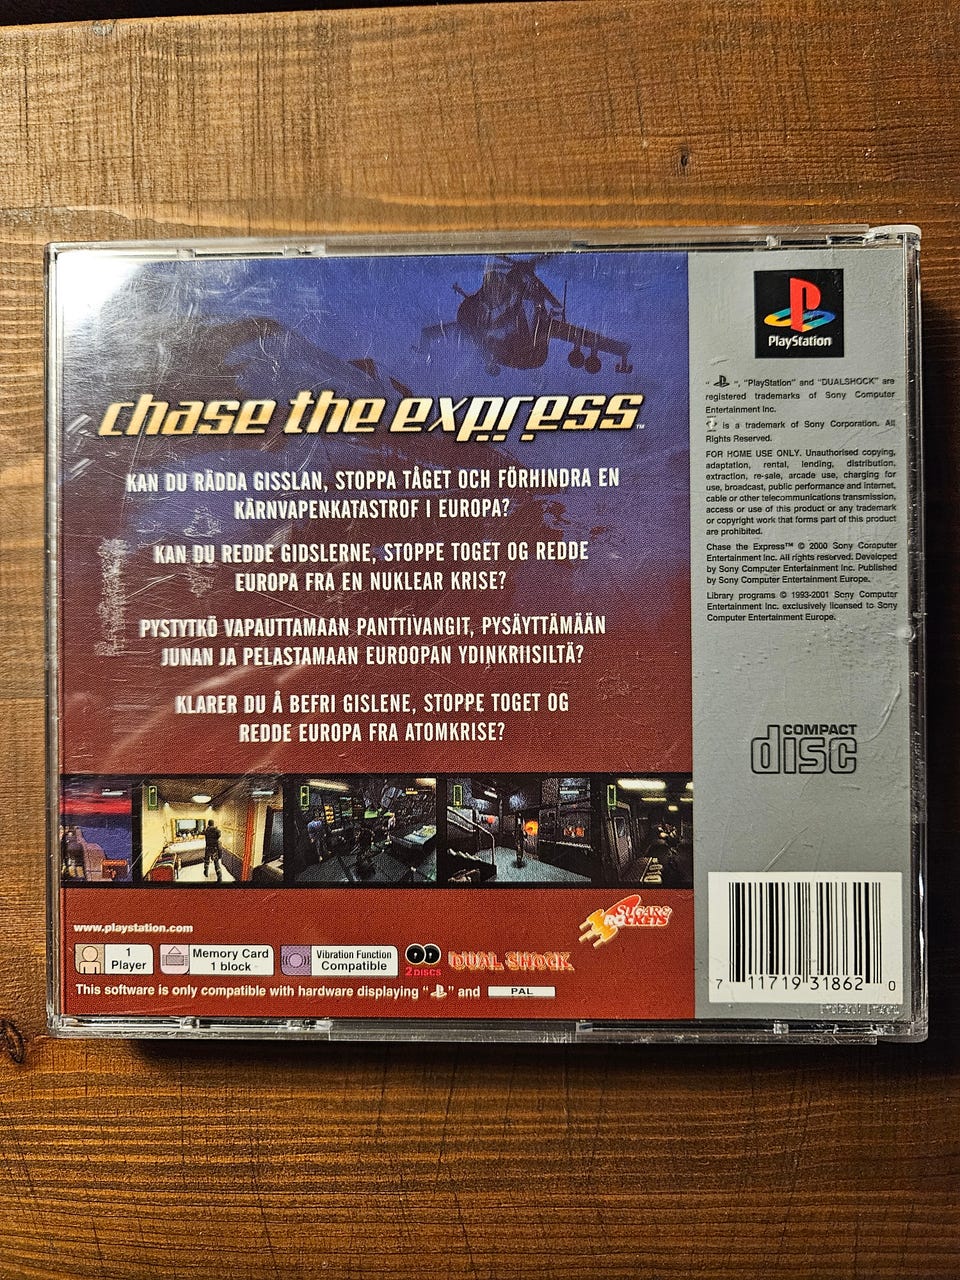 chase the express™
KAN DU RÄDDA GISSLAN, STOPPA TÅGET OCH FÖRHINDRA EN
KÄRNVAPENKATASTROF I EUROPA?
KAN DU REDDE GIDSLERNE, STOPPE TOGET OG REDDE
EUROPA FRA EN NUKLEAR KRISE?
PYSTYTKÖ VAPAUTTAMAAN PANTTIVANGIT, PYSÄYTTÄMÄÄN
JUNAN JA PELASTAMAAN EUROOPAN YDINKRIISILTÄ?
KLARER DU Å BEFRI GISLENE, STOPPE TOGET OG
REDDE EUROPA FRA ATOMKRISE?
SUGAR &
ROCKETS
www.playstation.com
1
Player
Memory Card
1 block
Vibration Function
Compatible
2 DISCS
DUAL SHOCK
This software is only compatible with hardware displaying " " and PAL
PlayStation
" ", "PlayStation" and "DUALSHOCK" are
registered trademarks of Sony Computer
Entertainment Inc.
is a trademark of Sony Corporation. All
Rights Reserved.
FOR HOME USE ONLY. Unauthorised copying,
adaptation, rental, lending, distribution,
extraction, re-sale, arcade use, charging for
use, broadcast, public performance and internet,
cable or other telecommunications transmission,
access or use of this product or any trademark
or copyright work that forms part of this product
are prohibited.
Chase the Express™ © 2000 Sony Computer
Entertainment Inc. All rights reserved. Developed
by Sony Computer Entertainment Inc. Published
by Sony Computer Entertainment Europe.
Library programs © 1993-2001 Sony Computer
Entertainment Inc. exclusively licensed to Sony
Computer Entertainment Europe.
COMPACT
disc
7 11719 31862 0